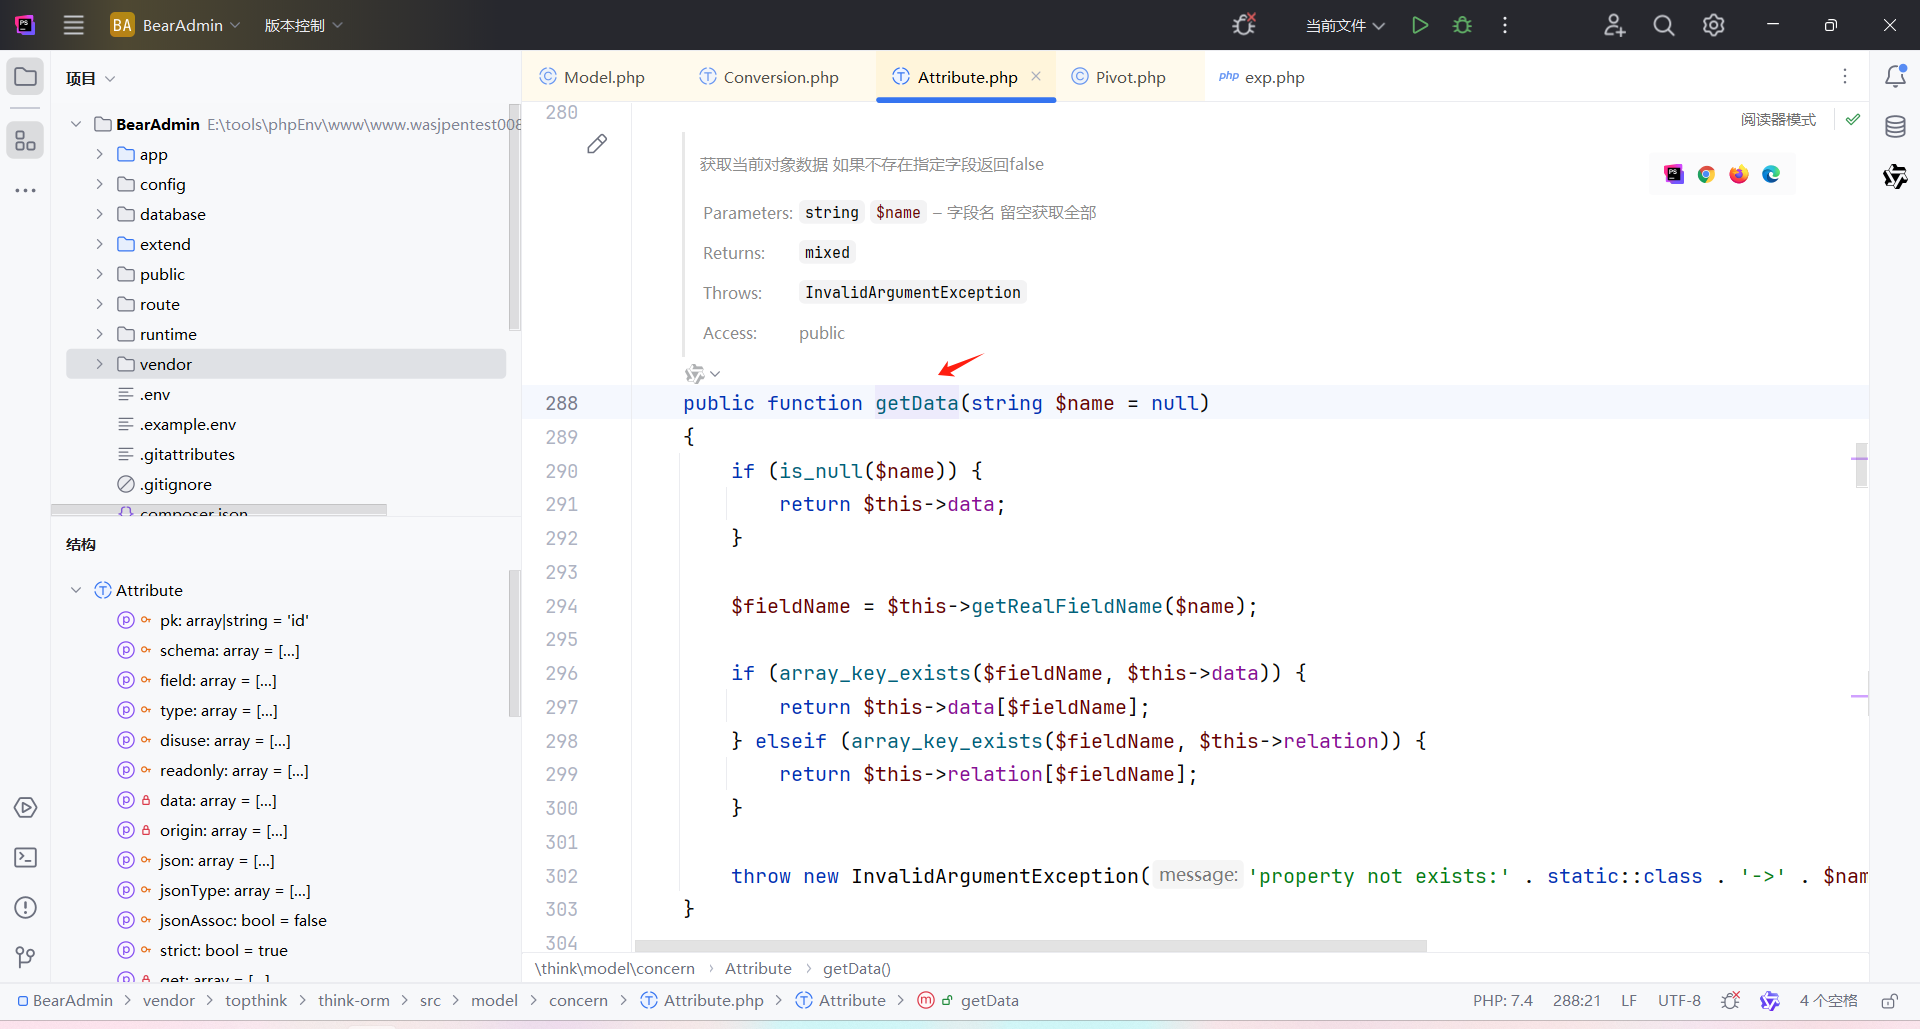 BA BearAdmin 版本控制 当前文件
项目
BearAdmin E:\tools\phpEnv\www\www.wasjpentest008
app
config
database
extend
public
route
runtime
vendor
.env
.example.env
.gitattributes
.gitignore
composer.json
结构
Attribute
pk: array|string = 'id'
schema: array = [...]
field: array = [...]
type: array = [...]
disuse: array = [...]
readonly: array = [...]
data: array = [...]
origin: array = [...]
json: array = [...]
jsonType: array = [...]
jsonAssoc: bool = false
strict: bool = true
get: array = [...]
Model.php Conversion.php Attribute.php Pivot.php php exp.php
280
阅读器模式
获取当前对象数据 如果不存在指定字段返回false
Parameters: string $name – 字段名 留空获取全部
Returns: mixed
Throws: InvalidArgumentException
Access: public
288 public function getData(string $name = null)
289 {
290 if (is_null($name)) {
291 return $this->data;
292 }
293
294 $fieldName = $this->getRealFieldName($name);
295
296 if (array_key_exists($fieldName, $this->data)) {
297 return $this->data[$fieldName];
298 } elseif (array_key_exists($fieldName, $this->relation)) {
299 return $this->relation[$fieldName];
300 }
301
302 throw new InvalidArgumentException( message: 'property not exists:' . static::class . '->' . $nam
303 }
304
\think\model\concern › Attribute › getData()
BearAdmin > vendor > topthink > think-orm > src > model > concern > Attribute.php > Attribute > getData PHP: 7.4 288:21 LF UTF-8 4 个空格